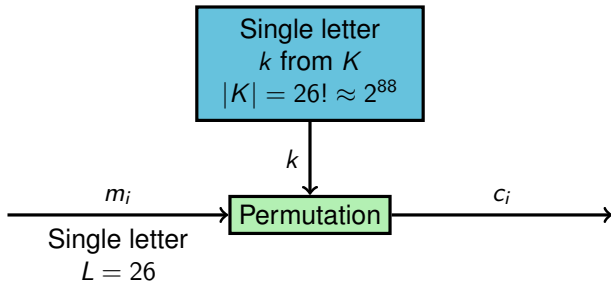 Single letter
k from K
|K| = 26! ≈ 2^88
k
m_i
c_i
Permutation
Single letter
L = 26